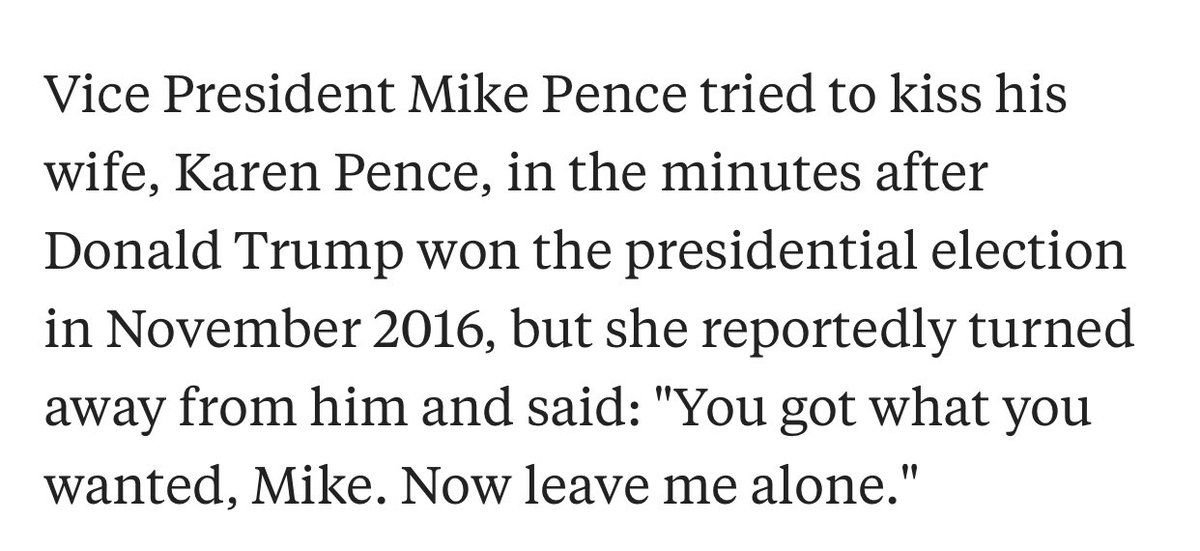 Vice President Mike Pence tried to kiss his
wife, Karen Pence, in the minutes after
Donald Trump won the presidential election
in November 2016, but she reportedly turned
away from him and said: "You got what you
wanted, Mike. Now leave me alone."